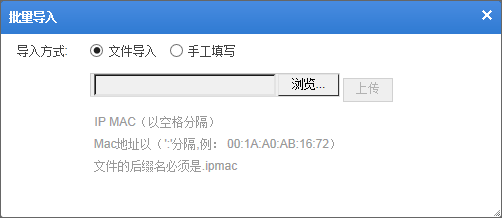 批量导入
导入方式: 文件导入 手工填写
浏览... 上传
IP MAC（以空格分隔）
Mac地址以（':'分隔,例： 00:1A:A0:AB:16:72）
文件的后缀名必须是.ipmac